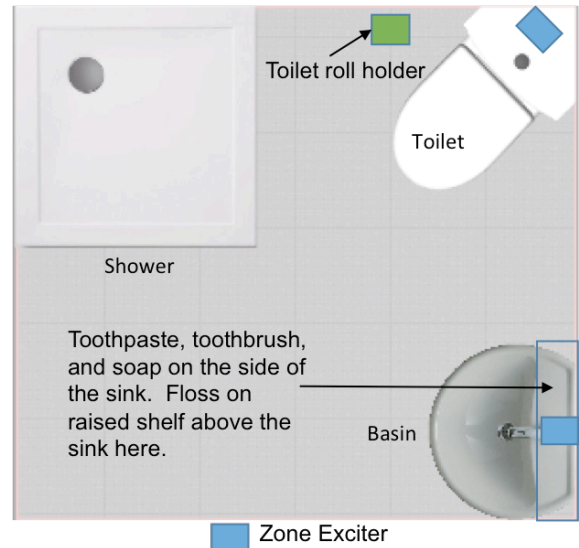 Toilet roll holder
Toilet
Shower
Toothpaste, toothbrush,
and soap on the side of
the sink.  Floss on
raised shelf above the
sink here.
Basin
Zone Exciter